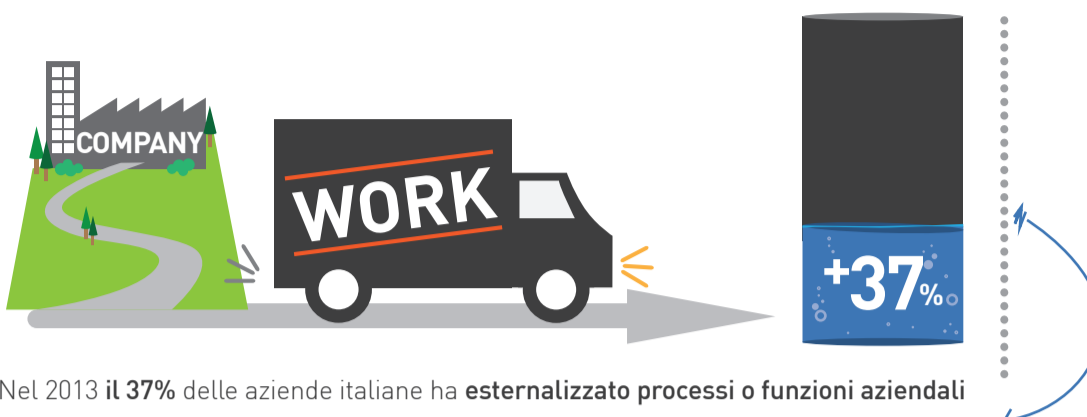 COMPANY
WORK
+37%
Nel 2013 il 37% delle aziende italiane ha esternalizzato processi o funzioni aziendali